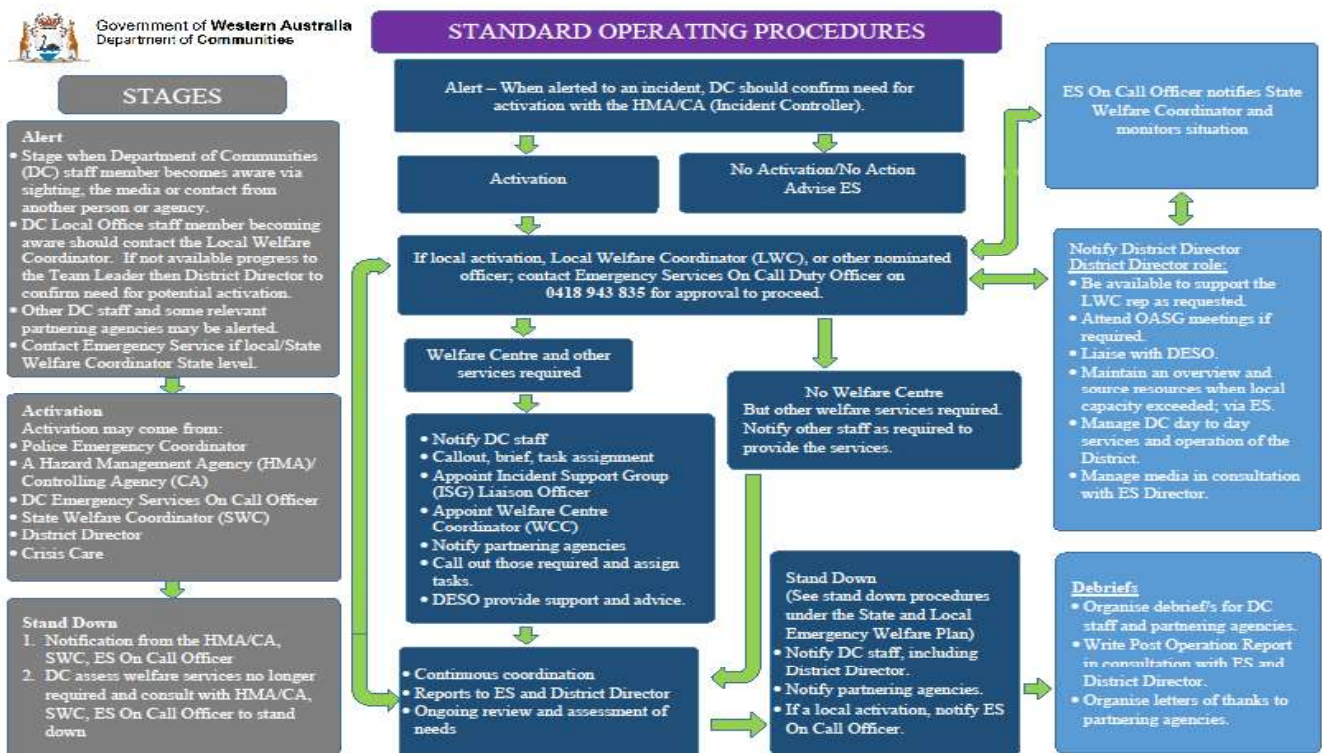 Government of Western Australia
Department of Communities
STANDARD OPERATING PROCEDURES
STAGES
Alert
• Stage when Department of Communities
(DC) staff member becomes aware via
sighting, the media or contact from
another person or agency.
• DC Local Office staff member becoming
aware should contact the Local Welfare
Coordinator. If not available progress to
the Team Leader then District Director to
confirm need for potential activation.
• Other DC staff and some relevant
partnering agencies may be alerted.
• Contact Emergency Service if local/State
Welfare Coordinator State level.
Activation
Activation may come from:
• Police Emergency Coordinator
• A Hazard Management Agency (HMA)/
Controlling Agency (CA)
• DC Emergency Services On Call Officer
• State Welfare Coordinator (SWC)
• District Director
• Crisis Care
Stand Down
1. Notification from the HMA/CA,
SWC, ES On Call Officer
2. DC assess welfare services no longer
required and consult with HMA/CA,
SWC, ES On Call Officer to stand
down
Alert – When alerted to an incident, DC should confirm need for
activation with the HMA/CA (Incident Controller).
Activation
No Activation/No Action
Advise ES
If local activation, Local Welfare Coordinator (LWC), or other nominated
officer; contact Emergency Services On Call Duty Officer on
0418 943 835 for approval to proceed.
Welfare Centre and other
services required
• Notify DC staff
• Callout, brief, task assignment
• Appoint Incident Support Group
(ISG) Liaison Officer
• Appoint Welfare Centre
Coordinator (WCC)
• Notify partnering agencies
• Call out those required and assign
tasks.
• DESO provide support and advice.
No Welfare Centre
But other welfare services required.
Notify other staff as required to
provide the services.
• Continuous coordination
• Reports to ES and District Director
• Ongoing review and assessment of
needs
Stand Down
(See stand down procedures
under the State and Local
Emergency Welfare Plan)
• Notify DC staff, including
District Director.
• Notify partnering agencies.
• If a local activation, notify ES
On Call Officer.
ES On Call Officer notifies State
Welfare Coordinator and
monitors situation
Notify District Director
District Director role:
• Be available to support the
LWC rep as requested.
• Attend OASG meetings if
required.
• Liaise with DESO.
• Maintain an overview and
source resources when local
capacity exceeded; via ES.
• Manage DC day to day
services and operation of the
District.
• Manage media in consultation
with ES Director.
Debriefs
• Organise debrief/s for DC
staff and partnering agencies.
• Write Post Operation Report
in consultation with ES and
District Director.
• Organise letters of thanks to
partnering agencies.